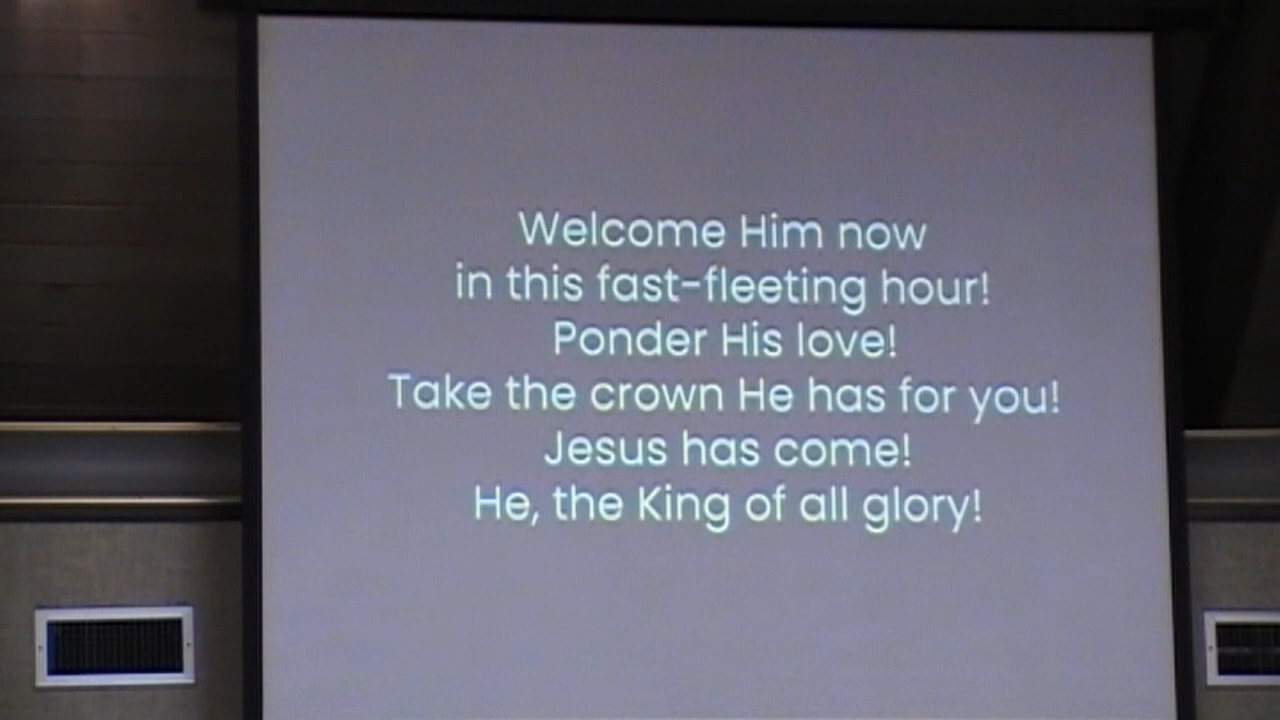 Welcome Him now
in this fast-fleeting hour!
Ponder His love!
Take the crown He has for you!
Jesus has come!
He, the King of all glory!